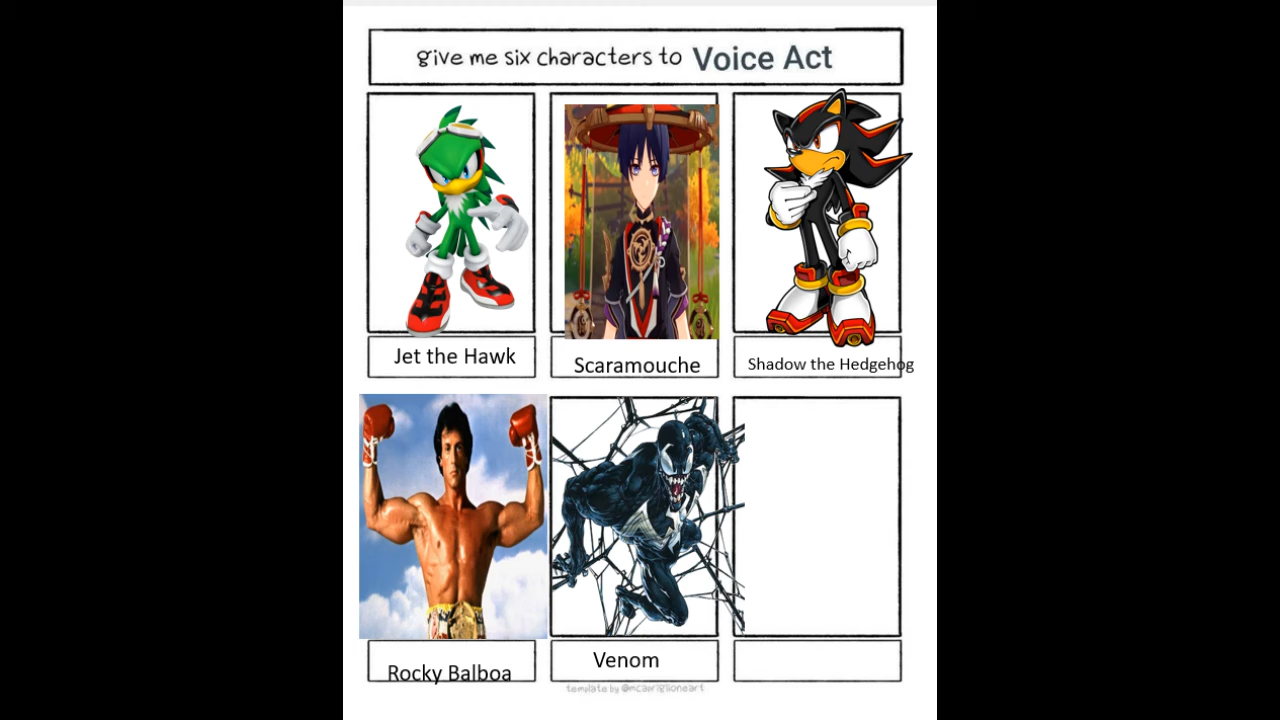 give me six characters to Voice Act
Jet the Hawk
Scaramouche
Shadow the Hedgehog
Rocky Balboa
Venom
template by @mcapriglioneart